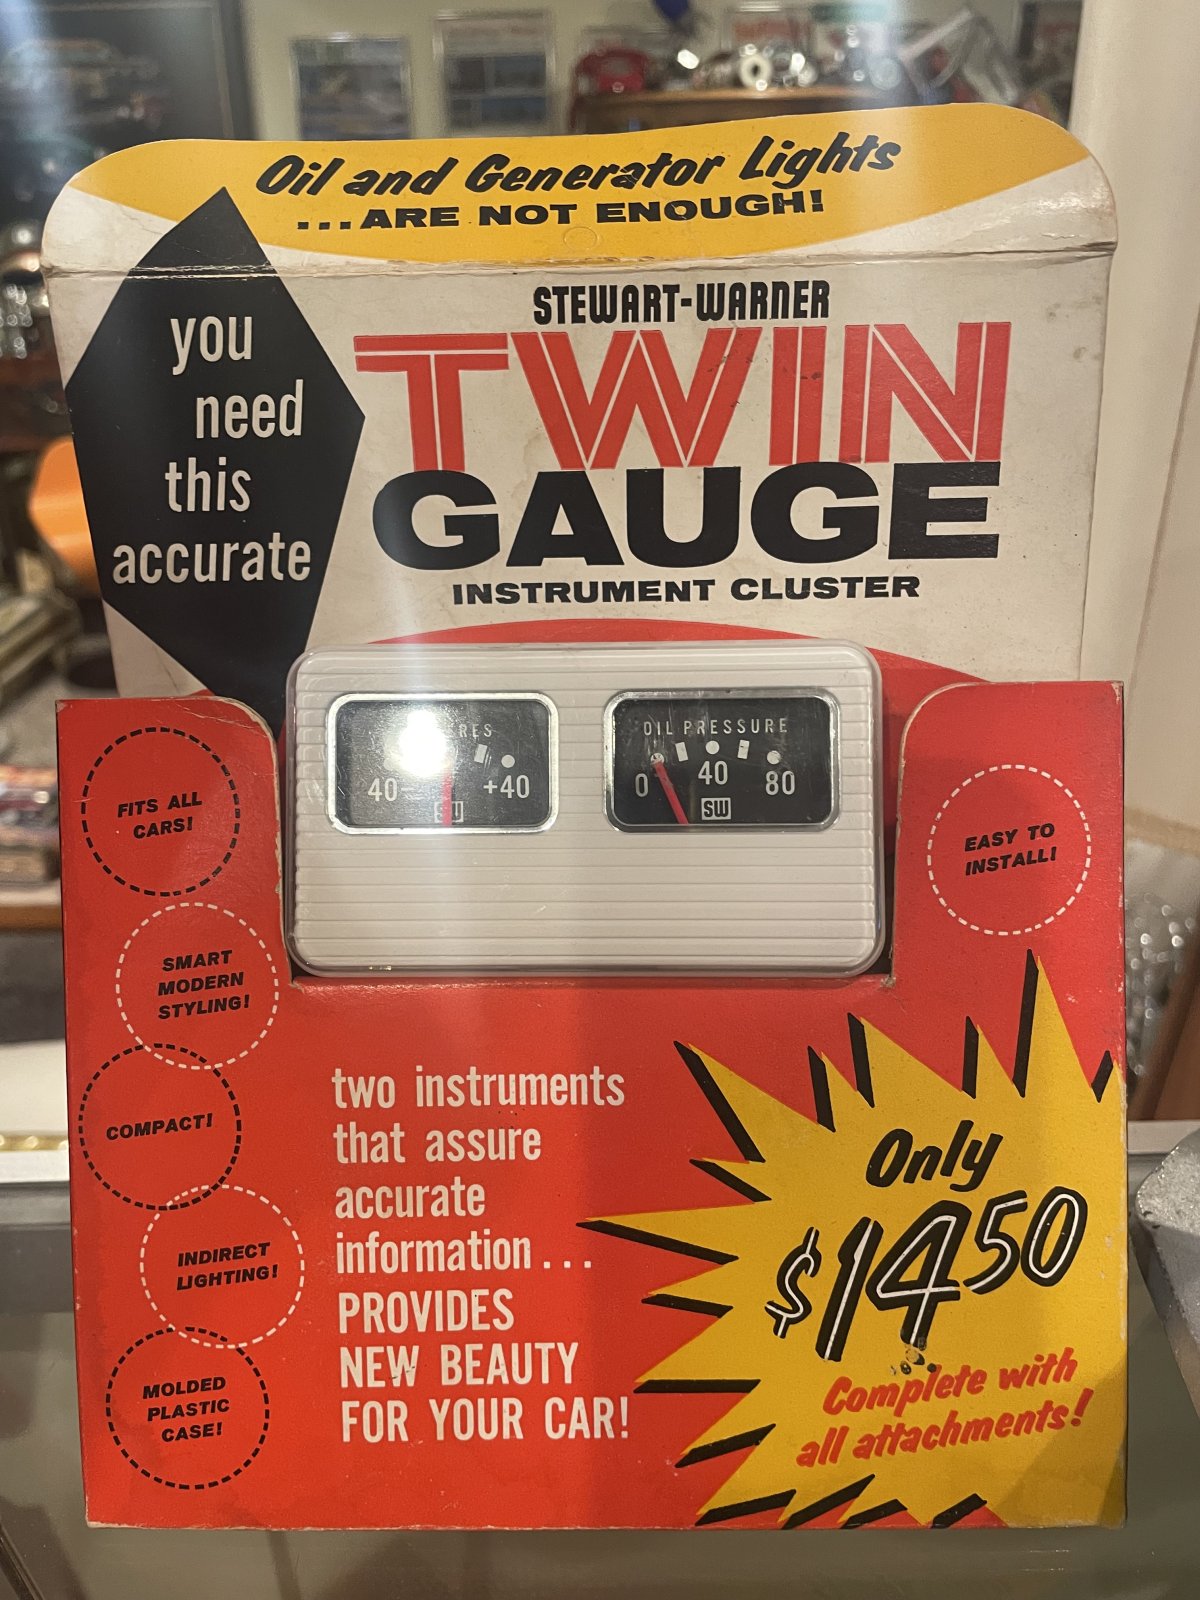 Oil and Generator Lights
...ARE NOT ENOUGH!
you
need
this
accurate
STEWART-WARNER
TWIN
GAUGE
INSTRUMENT CLUSTER
40- +40
OIL PRESSURE
0 40 80
SW
FITS ALL
CARS!
SMART
MODERN
STYLING!
COMPACT!
INDIRECT
LIGHTING!
MOLDED
PLASTIC
CASE!
EASY TO
INSTALL!
two instruments
that assure
accurate
information...
PROVIDES
NEW BEAUTY
FOR YOUR CAR!
Only
$14 50
Complete with
all attachments!